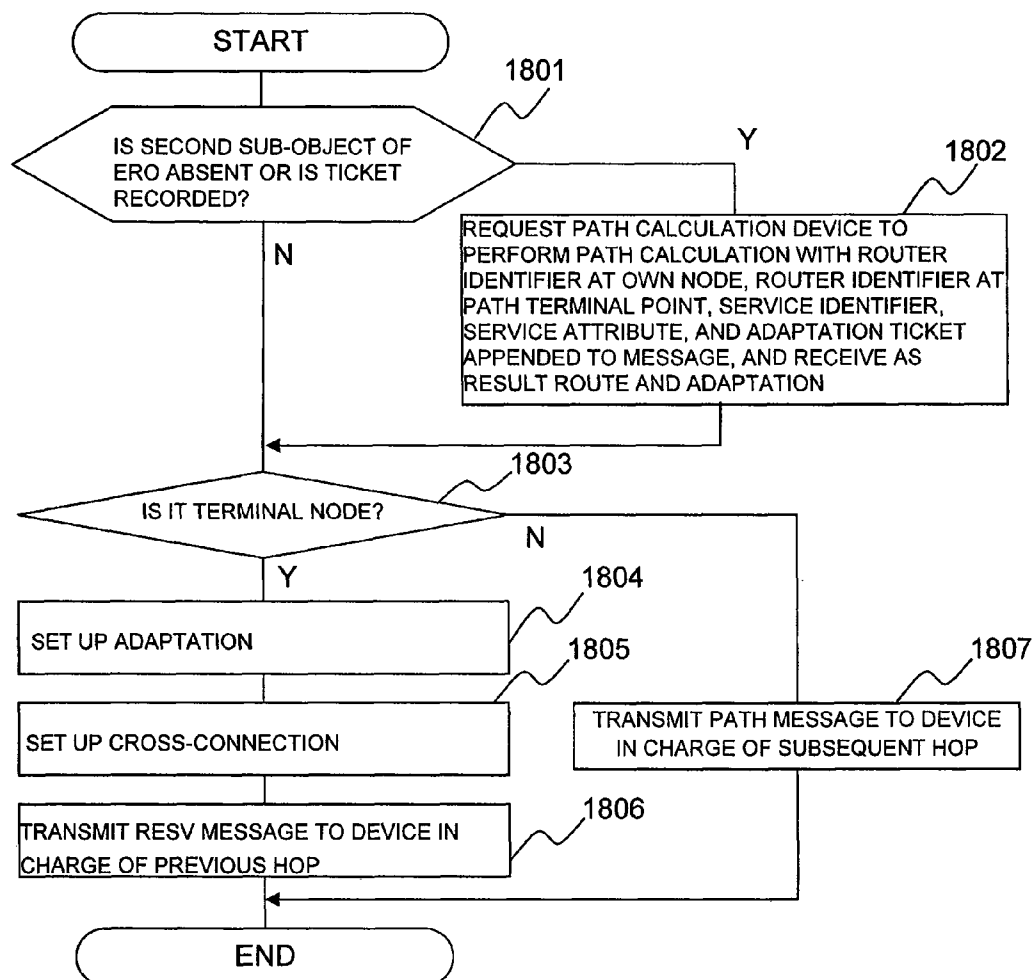 START
1801
IS SECOND SUB-OBJECT OF
ERO ABSENT OR IS TICKET
RECORDED?
Y
1802
N
REQUEST PATH CALCULATION DEVICE TO
PERFORM PATH CALCULATION WITH ROUTER
IDENTIFIER AT OWN NODE, ROUTER IDENTIFIER AT
PATH TERMINAL POINT, SERVICE IDENTIFIER,
SERVICE ATTRIBUTE, AND ADAPTATION TICKET
APPENDED TO MESSAGE, AND RECEIVE AS
RESULT ROUTE AND ADAPTATION
1803
IS IT TERMINAL NODE?
N
Y
1804
SET UP ADAPTATION
1805
SET UP CROSS-CONNECTION
1807
TRANSMIT PATH MESSAGE TO DEVICE
IN CHARGE OF SUBSEQUENT HOP
1806
TRANSMIT RESV MESSAGE TO DEVICE IN
CHARGE OF PREVIOUS HOP
END